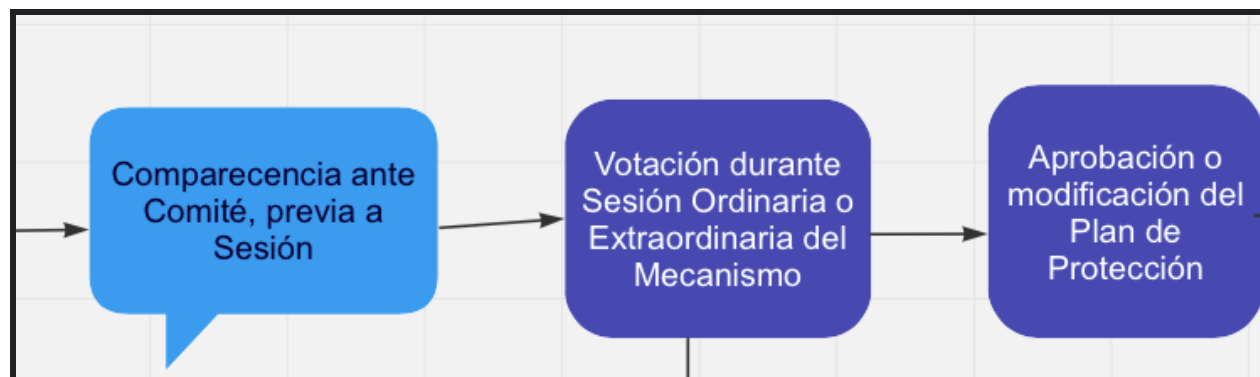 Comparecencia ante
Comité, previa a
Sesión
Votación durante
Sesión Ordinaria o
Extraordinaria del
Mecanismo
Aprobación o
modificación del
Plan de
Protección